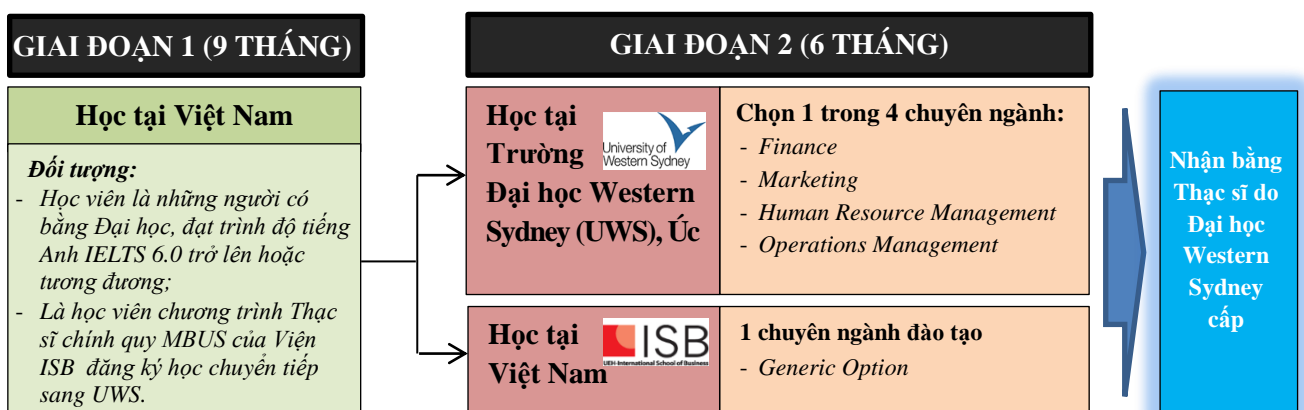 GIAI ĐOẠN 1 (9 THÁNG)
GIAI ĐOẠN 2 (6 THÁNG)
Học tại Việt Nam
Đối tượng:
- Học viên là những người có
bằng Đại học, đạt trình độ tiếng
Anh IELTS 6.0 trở lên hoặc
tương đương;
- Là học viên chương trình Thạc
sĩ chính quy MBUS của Viện
ISB đăng ký học chuyển tiếp
sang UWS.
Học tại
Trường
Đại học Western
Sydney (UWS), Úc
University of
Western Sydney
Chọn 1 trong 4 chuyên ngành:
- Finance
- Marketing
- Human Resource Management
- Operations Management
Học tại
Việt Nam
ISB
UEH-International School of Business
1 chuyên ngành đào tạo
- Generic Option
Nhận bằng
Thạc sĩ do
Đại học
Western
Sydney
cấp